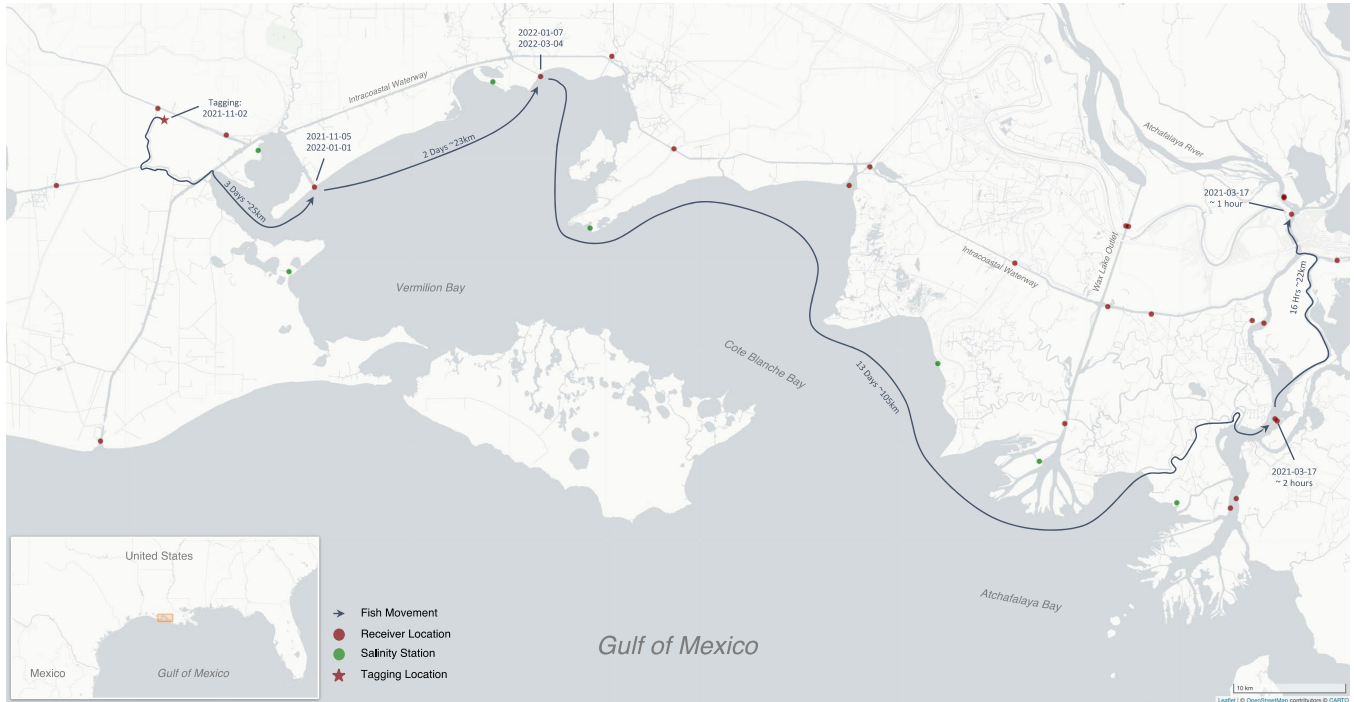 2022-01-07
2022-03-04
Tagging:
2021-11-02
Intracoastal Waterway
2021-11-05
2022-01-01
2 Days ~23km
3 Days ~25km
Atchafalaya River
2021-03-17
~ 1 hour
Wax Lake Outlet
Intracoastal Waterway
16 Hrs ~22km
Vermilion Bay
Cote Blanche Bay
13 Days ~105km
2021-03-17
~ 2 hours
Atchafalaya Bay
Gulf of Mexico
United States
Mexico
Gulf of Mexico
Fish Movement
Receiver Location
Salinity Station
Tagging Location
10 km
Leaflet | © OpenStreetMap contributors © CARTO